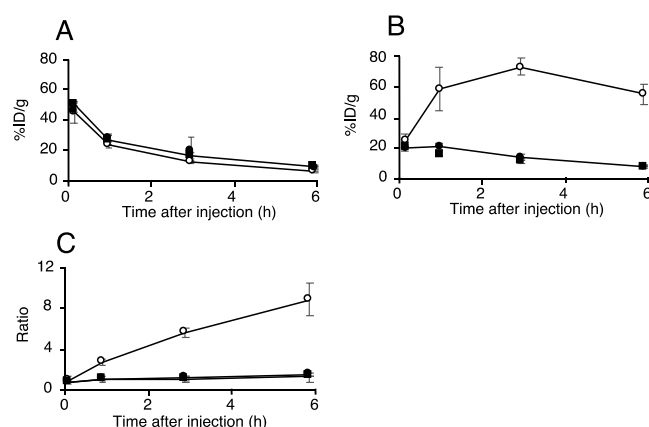 A
80
60
40
20
0
%ID/g
0 2 4 6
Time after injection (h)
B
80
60
40
20
0
%ID/g
0 2 4 6
Time after injection (h)
C
12
8
4
0
Ratio
0 2 4 6
Time after injection (h)